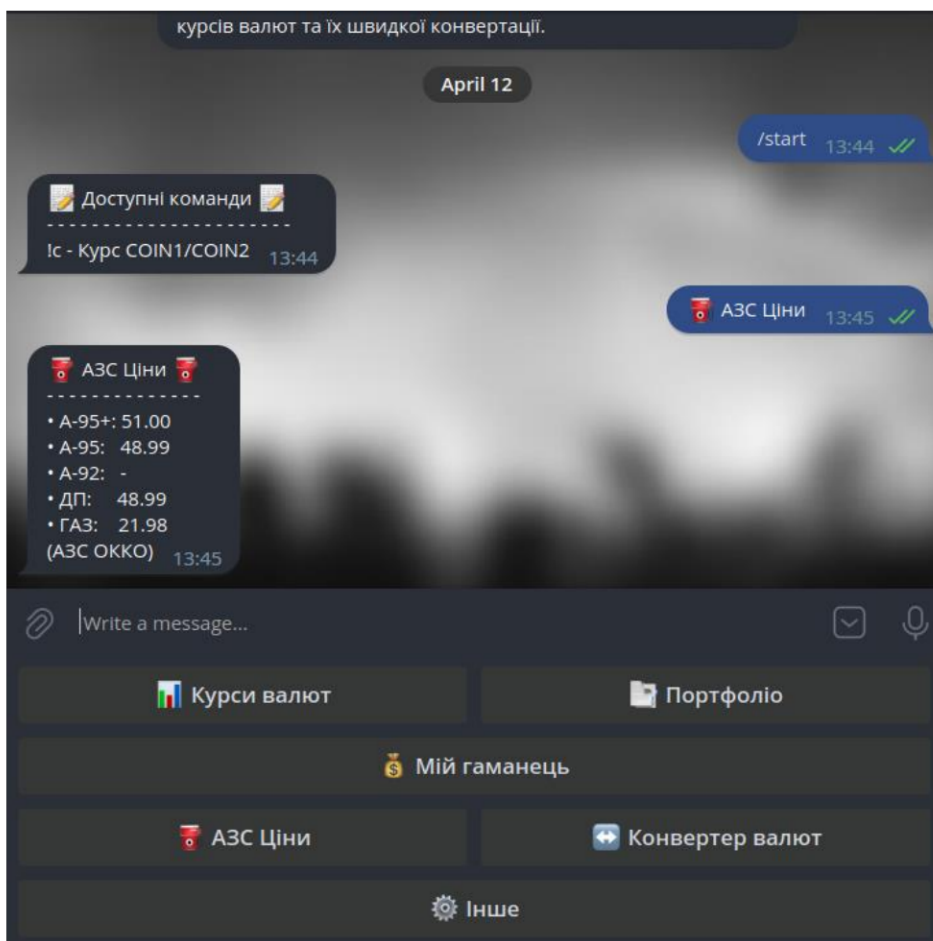 курсів валют та їх швидкої конвертації.
April 12
/start 13:44
📝 Доступні команди 📝
- - - - - - - - - - - - - - - - - - - - - -
!c - Курс COIN1/COIN2 13:44
⛽ АЗС Ціни 13:45
⛽ АЗС Ціни ⛽
- - - - - - - - - - - - - -
• А-95+: 51.00
• А-95: 48.99
• А-92: -
• ДП: 48.99
• ГАЗ: 21.98
(АЗС ОККО) 13:45
Write a message...
📊 Курси валют
📑 Портфоліо
💰 Мій гаманець
⛽ АЗС Ціни
↔️ Конвертер валют
⚙️ Інше